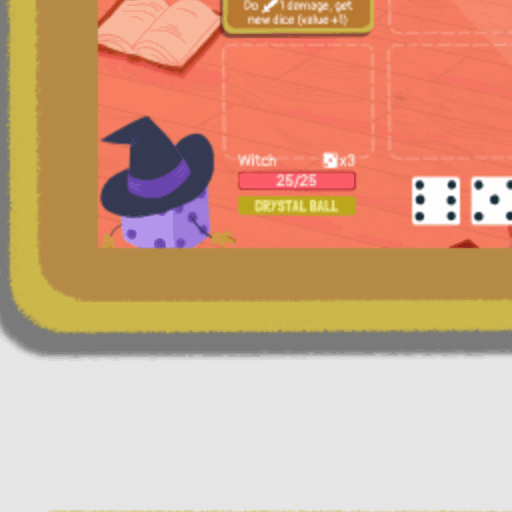 Do 1 damage, get
new dice (value +1)
Witch x3
25/25
CRYSTAL BALL